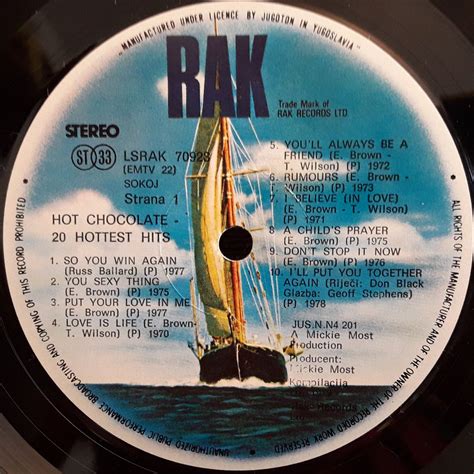 "MANUFACTURED UNDER LICENCE BY JUGOTON IN YUGOSLAVIA"
RAK
Trade Mark of
RAK RECORDS LTD
STEREO
ST 33
LSRAK 70923
(EMTV 22)
SOKOJ
Strana 1
HOT CHOCOLATE -
20 HOTTEST HITS
1. SO YOU WIN AGAIN
(Russ Ballard) (P) 1977
2. YOU SEXY THING
(E. Brown) (P) 1975
3. PUT YOUR LOVE IN ME
(E. Brown) (P) 1977
4. LOVE IS LIFE (E. Brown-
T. Wilson) (P) 1970
5. YOU'LL ALWAYS BE A
FRIEND (E. Brown -
T. Wilson) (P) 1972
6. RUMOURS (E. Brown -
T. Wilson) (P) 1973
7. I BELIEVE (IN LOVE)
(E. Brown - T. Wilson)
(P) 1971
8. A CHILD'S PRAYER
(E. Brown) (P) 1975
9. DON'T STOP IT NOW
(E. Brown) (P) 1976
10. I'LL PUT YOU TOGETHER
AGAIN (Riječi: Don Black
Glazba: Geoff Stephens)
(P) 1978
JUS.N.N4 201
A Mickie Most
Production
Producent:
Mickie Most
Kompilacija
Records
ALL RIGHTS OF THE MANUFACTURER AND OF THE OWNER OF THE RECORDED WORK RESERVED
UNAUTHORIZED PUBLIC PERFORMANCE BROADCASTING AND COPYING OF THIS RECORD PROHIBITED